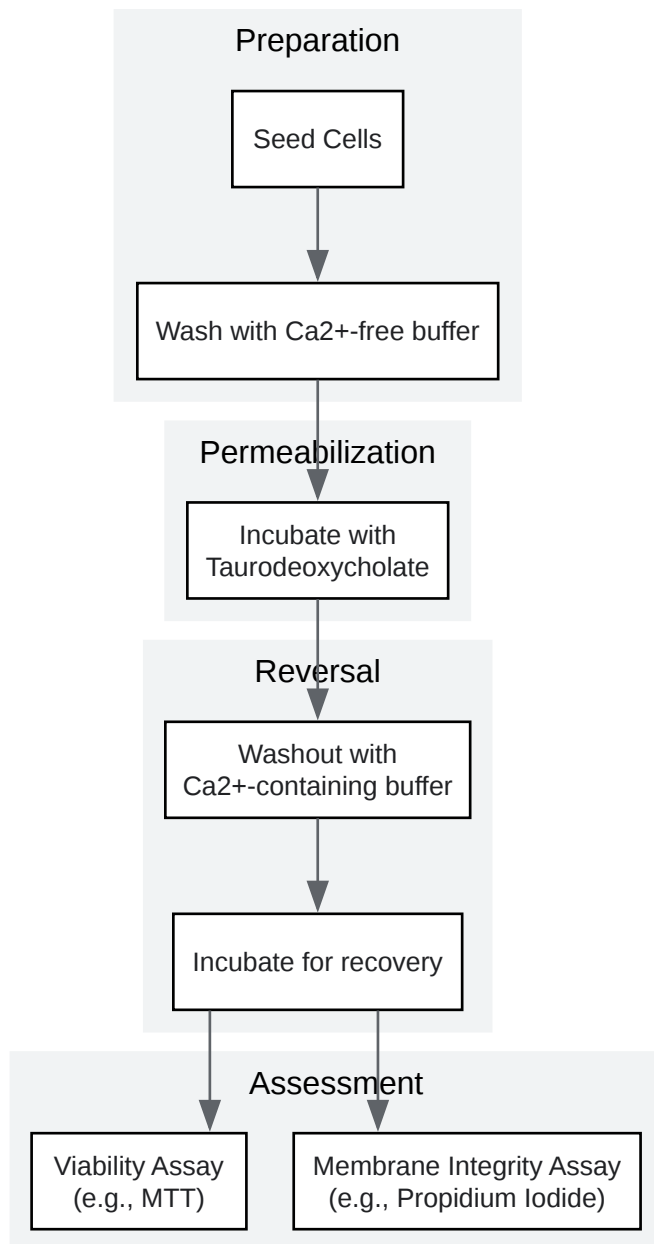 Preparation
Seed Cells
Wash with Ca2+-free buffer
Permeabilization
Incubate with
Taurodeoxycholate
Reversal
Washout with
Ca2+-containing buffer
Incubate for recovery
Assessment
Viability Assay
(e.g., MTT)
Membrane Integrity Assay
(e.g., Propidium Iodide)